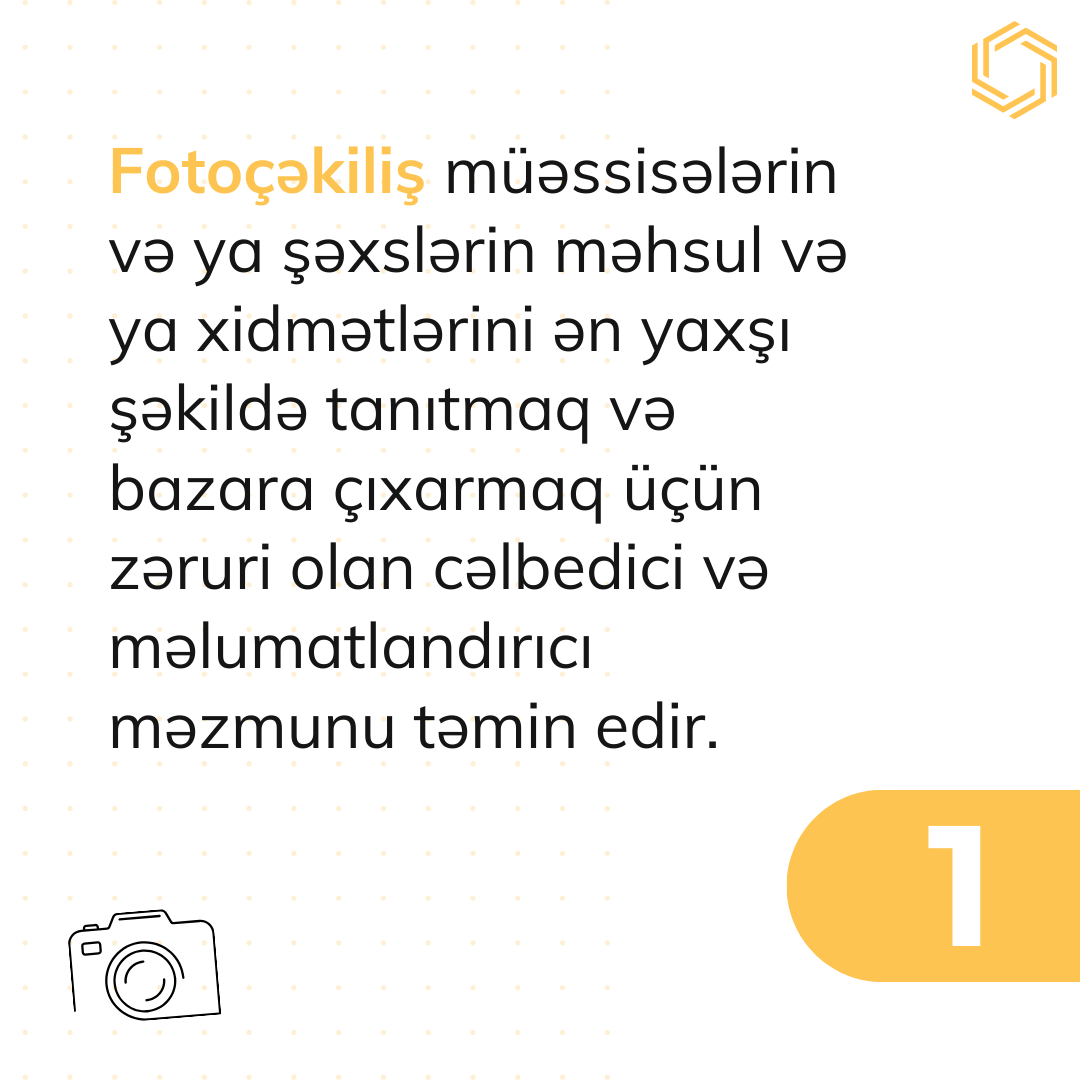 Fotoçəkiliş müəssisələrin
və ya şəxslərin məhsul və
ya xidmətlərini ən yaxşı
şəkildə tanıtmaq və
bazara çıxarmaq üçün
zəruri olan cəlbedici və
məlumatlandırıcı
məzmunu təmin edir.
1